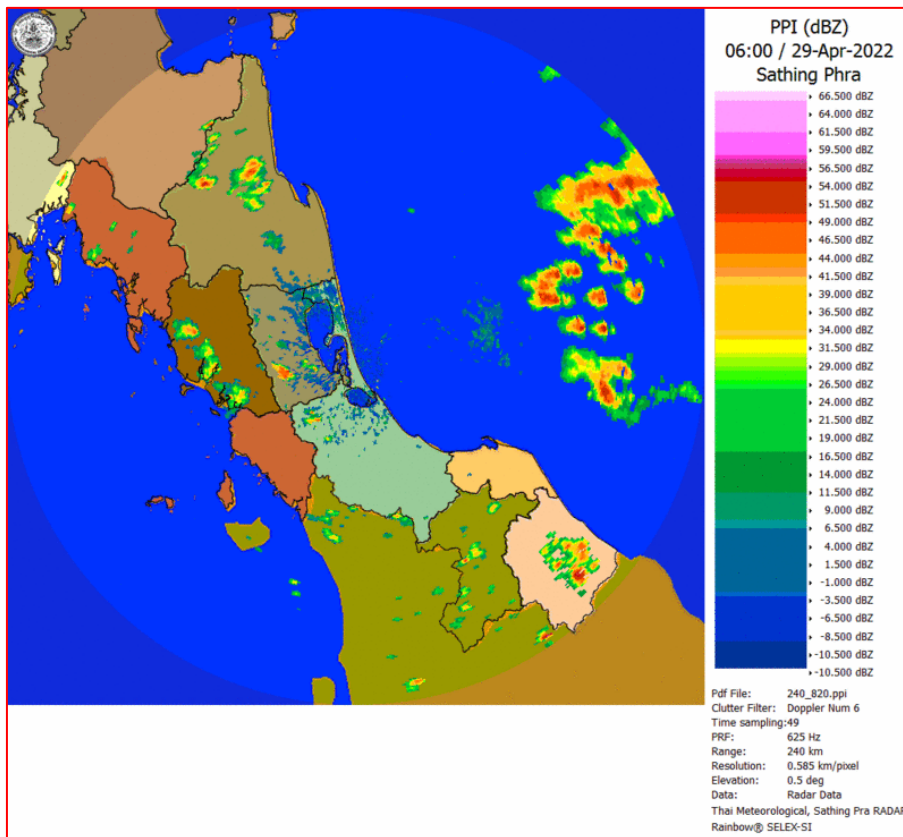 PPI (dBZ)
06:00 / 29-Apr-2022
Sathing Phra
66.500 dBZ
64.000 dBZ
61.500 dBZ
59.500 dBZ
56.500 dBZ
54.000 dBZ
51.500 dBZ
49.000 dBZ
46.500 dBZ
44.000 dBZ
41.500 dBZ
39.000 dBZ
36.500 dBZ
34.000 dBZ
31.500 dBZ
29.000 dBZ
26.500 dBZ
24.000 dBZ
21.500 dBZ
19.000 dBZ
16.500 dBZ
14.000 dBZ
11.500 dBZ
9.000 dBZ
6.500 dBZ
4.000 dBZ
1.500 dBZ
-1.000 dBZ
-3.500 dBZ
-6.500 dBZ
-8.500 dBZ
-10.500 dBZ
-10.500 dBZ
Pdf File: 240_820.ppi
Clutter Filter: Doppler Num 6
Time sampling:49
PRF: 625 Hz
Range: 240 km
Resolution: 0.585 km/pixel
Elevation: 0.5 deg
Data: Radar Data
Thai Meteorological, Sathing Pra RADAR
Rainbow® SELEX-SI